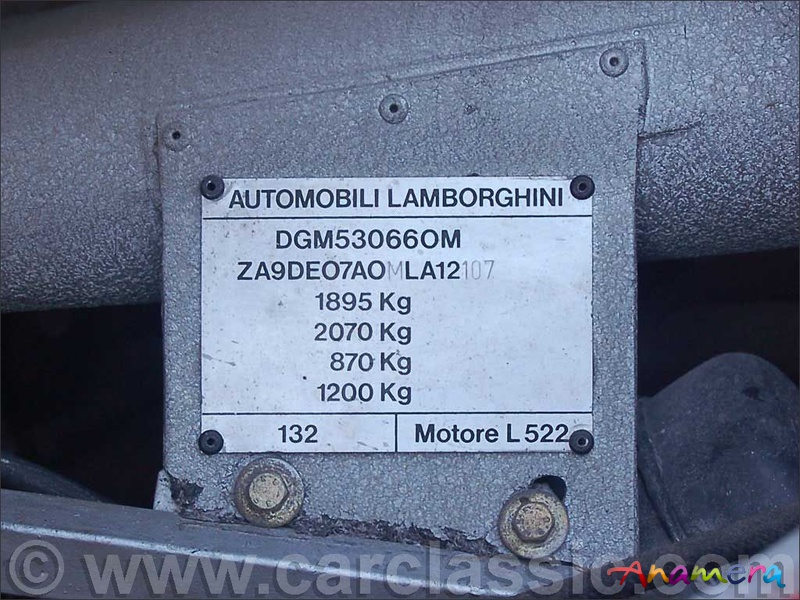 AUTOMOBILI LAMBORGHINI
DGM53066OM
ZA9DE07A0MLA12107
1895 Kg
2070 Kg
870 Kg
1200 Kg
132 Motore L 522
© www.carclassic.com
Anamera